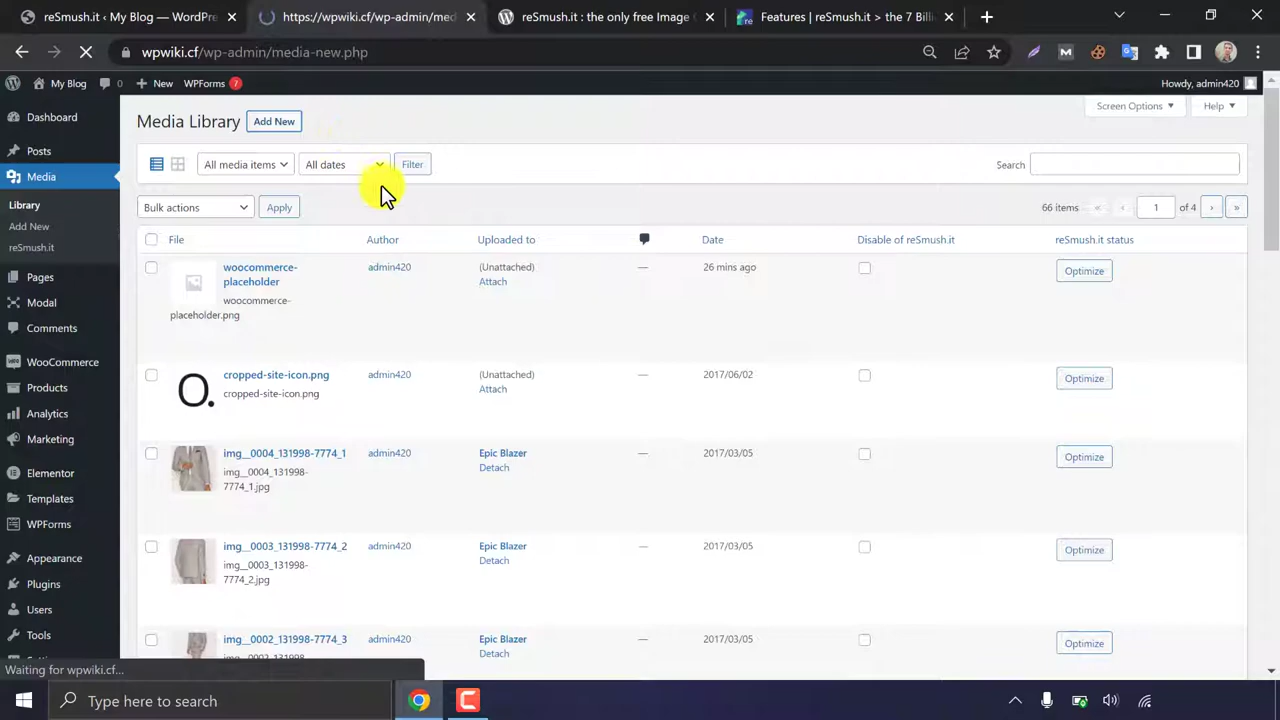 reSmush.it ‹ My Blog — WordPre
https://wpwiki.cf/wp-admin/med
reSmush.it : the only free Image O
Features | reSmush.it > the 7 Billi
wpwiki.cf/wp-admin/media-new.php
My Blog
0
New
WPForms 7
Howdy, admin420
Dashboard
Posts
Media
Library
Add New
reSmush.it
Pages
Modal
Comments
WooCommerce
Products
Analytics
Marketing
Elementor
Templates
WPForms
Appearance
Plugins
Users
Tools
Media Library Add New
Screen Options Help
All media items All dates Filter
Search
Bulk actions Apply
66 items « ‹ 1 of 4 › »
File Author Uploaded to Date Disable of reSmush.it reSmush.it status
woocommerce-
placeholder
woocommerce-
placeholder.png
admin420
(Unattached)
Attach
—
26 mins ago
Optimize
O.
cropped-site-icon.png
cropped-site-icon.png
admin420
(Unattached)
Attach
—
2017/06/02
Optimize
img__0004_131998-7774_1
img__0004_131998-
7774_1.jpg
admin420
Epic Blazer
Detach
—
2017/03/05
Optimize
img__0003_131998-7774_2
img__0003_131998-
7774_2.jpg
admin420
Epic Blazer
Detach
—
2017/03/05
Optimize
img__0002_131998-7774_3
img__0002_131998-
admin420
Epic Blazer
Detach
—
2017/03/05
Optimize
Waiting for wpwiki.cf...
Type here to search